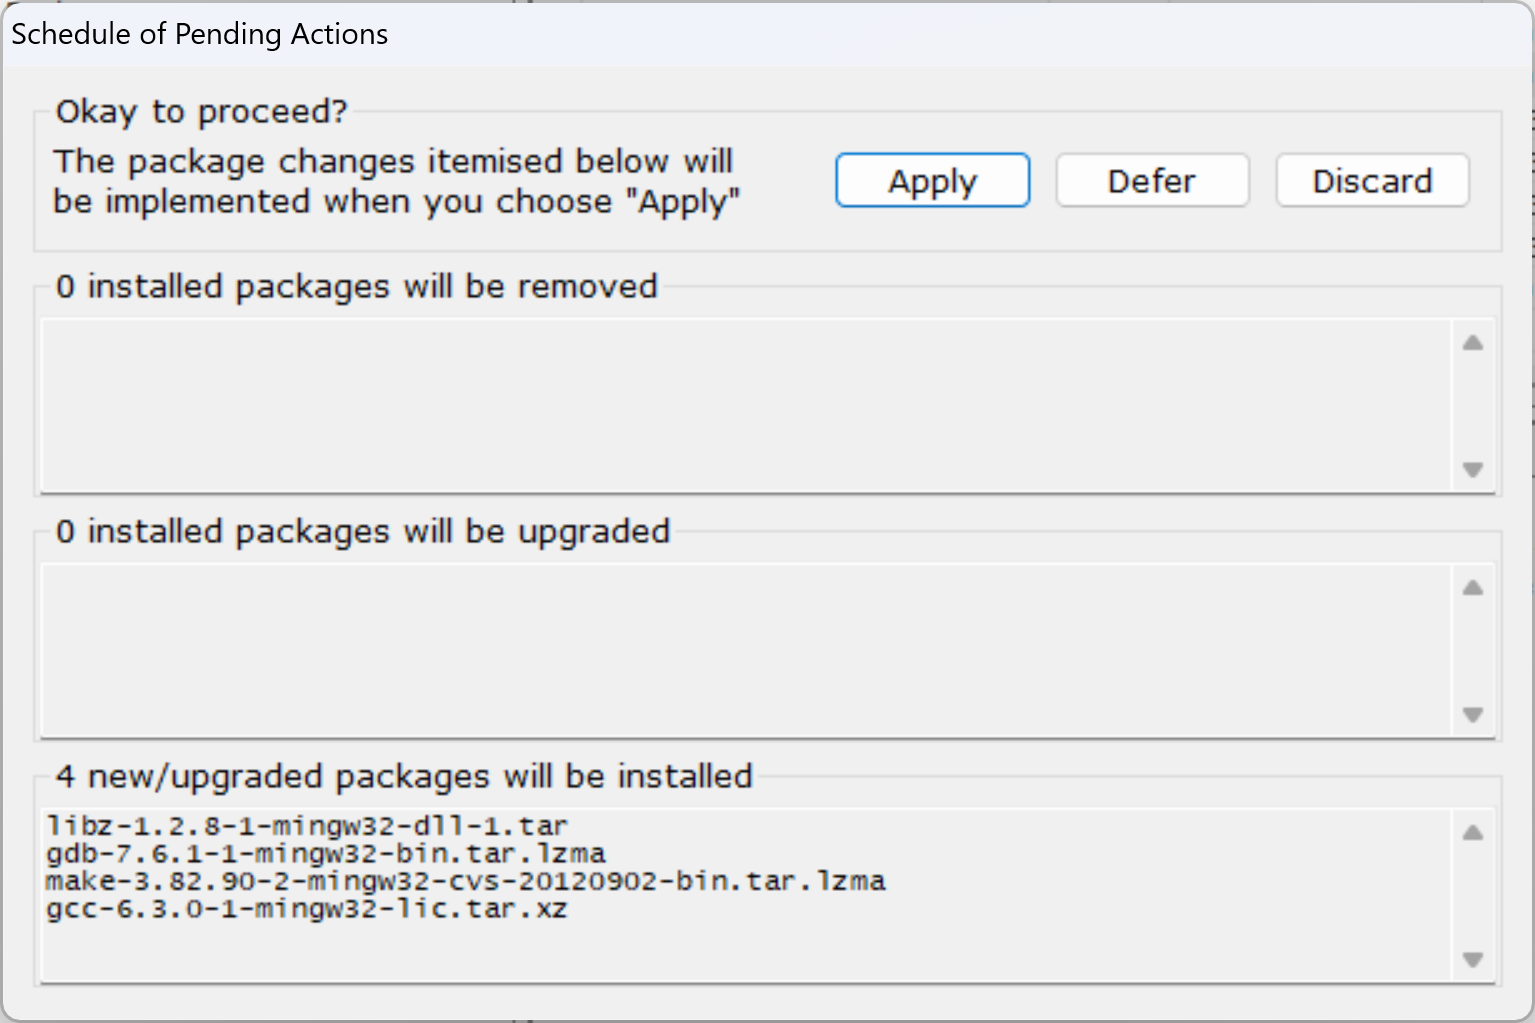 Schedule of Pending Actions
Okay to proceed?
The package changes itemised below will
be implemented when you choose "Apply"
Apply
Defer
Discard
0 installed packages will be removed
0 installed packages will be upgraded
4 new/upgraded packages will be installed
libz-1.2.8-1-mingw32-dll-1.tar
gdb-7.6.1-1-mingw32-bin.tar.lzma
make-3.82.90-2-mingw32-cvs-20120902-bin.tar.lzma
gcc-6.3.0-1-mingw32-lic.tar.xz